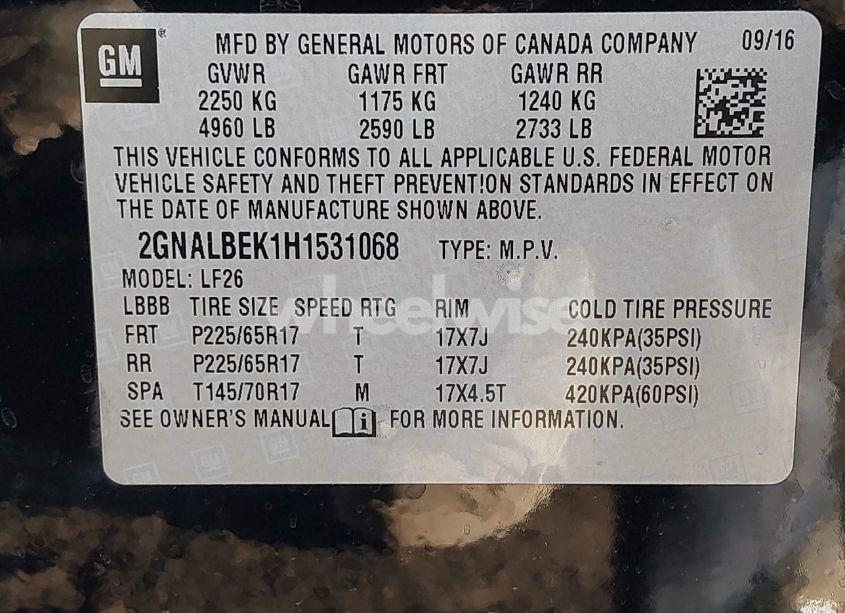 GM® MFD BY GENERAL MOTORS OF CANADA COMPANY 09/16
GVWR GAWR FRT GAWR RR
2250 KG 1175 KG 1240 KG
4960 LB 2590 LB 2733 LB
THIS VEHICLE CONFORMS TO ALL APPLICABLE U.S. FEDERAL MOTOR
VEHICLE SAFETY AND THEFT PREVENTION STANDARDS IN EFFECT ON
THE DATE OF MANUFACTURE SHOWN ABOVE.
2GNALBEK1H1531068 TYPE: M.P.V.
MODEL: LF26
LBBB TIRE SIZE SPEED RTG RIM COLD TIRE PRESSURE
wheelwise
FRT P225/65R17 T 17X7J 240KPA(35PSI)
RR P225/65R17 T 17X7J 240KPA(35PSI)
SPA T145/70R17 M 17X4.5T 420KPA(60PSI)
SEE OWNER'S MANUAL i FOR MORE INFORMATION.